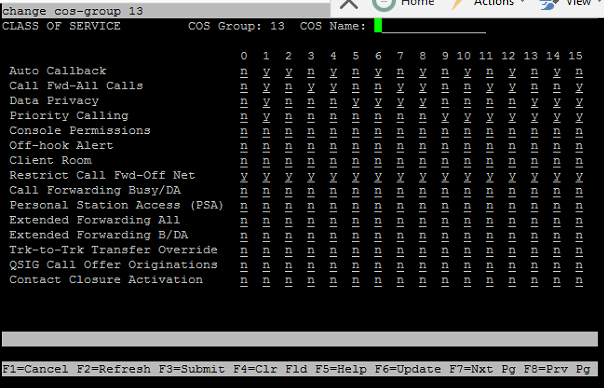 change cos-group 13
Home Actions View
CLASS OF SERVICE COS Group: 13 COS Name:
0 1 2 3 4 5 6 7 8 9 10 11 12 13 14 15
Auto Callback n y y n y n y n y n y n y n y n
Call Fwd-All Calls n y n y y n n y y n n y y n n y
Data Privacy n y n n n y y y y n n n n y y y
Priority Calling n y n n n n n n n y y y y y y y
Console Permissions n n n n n n n n n n n n n n n n
Off-hook Alert n n n n n n n n n n n n n n n n
Client Room n n n n n n n n n n n n n n n n
Restrict Call Fwd-Off Net y y y y y y y y y y y y y y y y
Call Forwarding Busy/DA n n n n n n n n n n n n n n n n
Personal Station Access (PSA) n n n n n n n n n n n n n n n n
Extended Forwarding All n n n n n n n n n n n n n n n n
Extended Forwarding B/DA n n n n n n n n n n n n n n n n
Trk-to-Trk Transfer Override n n n n n n n n n n n n n n n n
QSIG Call Offer Originations n n n n n n n n n n n n n n n n
Contact Closure Activation n n n n n n n n n n n n n n n n
F1=Cancel F2=Refresh F3=Submit F4=Clr Fld F5=Help F6=Update F7=Nxt Pg F8=Prv Pg